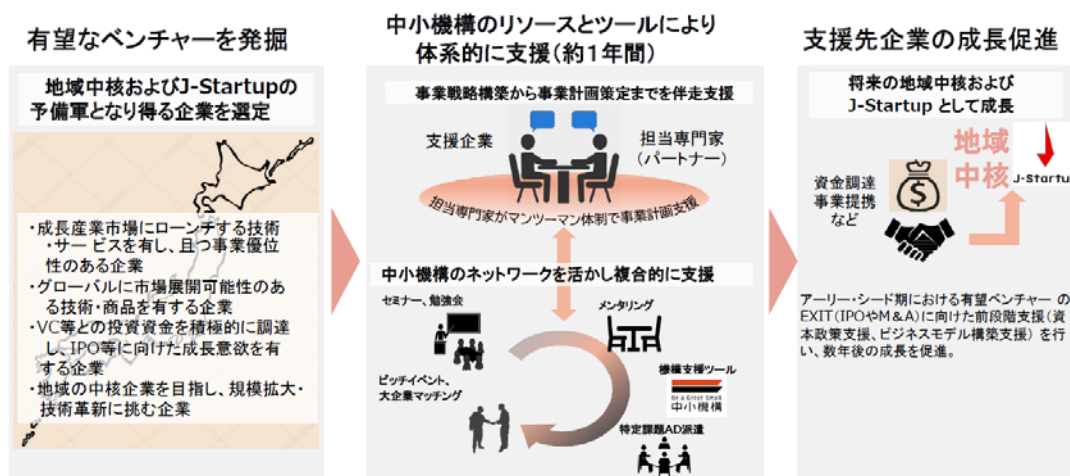 有望なベンチャーを発掘
地域中核およびJ-Startupの
予備軍となり得る企業を選定
・成長産業市場にローンチする技術
・サービスを有し、且つ事業優位
性のある企業
・グローバルに市場展開可能性のあ
る技術・商品を有する企業
・VC等との投資資金を積極的に調達
し、IPO等に向けた成長意欲を有
する企業
・地域の中核企業を目指し、規模拡大・
技術革新に挑む企業
中小機構のリソースとツールにより
体系的に支援(約1年間)
事業戦略構築から事業計画策定までを伴走支援
支援企業
担当専門家
(パートナー)
担当専門家がマンツーマン体制で事業計画支援
中小機構のネットワークを活かし複合的に支援
セミナー、勉強会
メンタリング
機構支援ツール
Be a Great Small
中小機構
特定課題AD派遣
ピッチイベント、
大企業マッチング
支援先企業の成長促進
将来の地域中核および
J-Startup として成長
地域
中核
J-Startu
資金調達
事業提携
など
アーリー・シード期における有望ベンチャー の
EXIT(IPOやM&A)に向けた前段階支援(資
本政策支援、ビジネスモデル構築支援) を行
い、数年後の成長を促進。